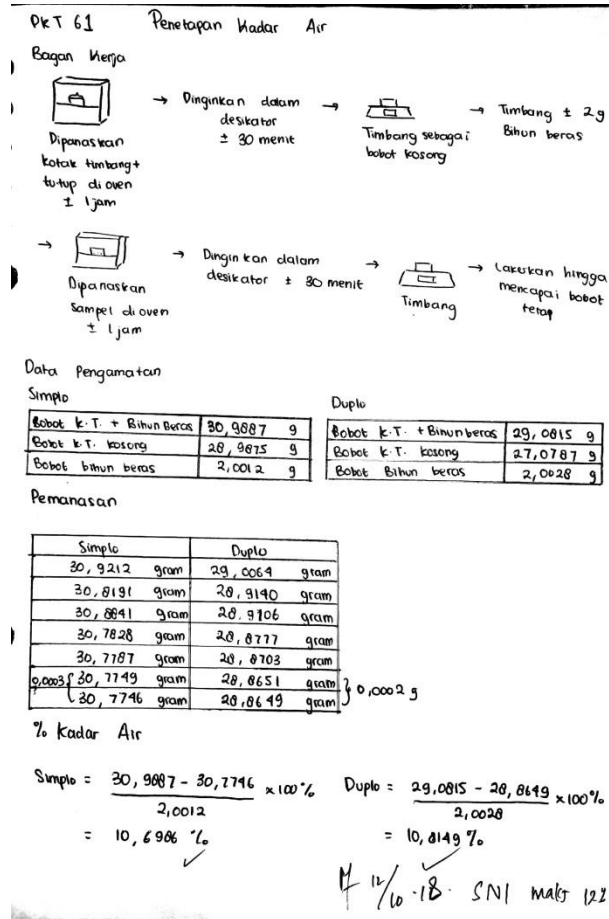 PKT 61 Penetapan Kadar Air
Bagan Kerja
→ Dinginkan dalam desikator ± 30 menit → → Timbang ± 2g Bihun beras
Dipanaskan kotak timbang + tutup di oven ± 1 jam
Timbang sebagai bobot kosong
→ → Dinginkan dalam desikator ± 30 menit → → Lakukan hingga mencapai bobot tetap
Dipanaskan Sampel di oven ± 1 jam
Timbang
Data Pengamatan
Simplo
Bobot K.T. + Bihun Beras 30,9887 g
Bobot K.T. kosong 28,9875 g
Bobot bihun beras 2,0012 g
Duplo
Bobot K.T. + Bihun beras 29,0815 g
Bobot K.T. kosong 27,0787 g
Bobot Bihun beras 2,0028 g
Pemanasan
Simplo Duplo
30,9212 gram 29,0064 gram
30,8191 gram 28,9140 gram
30,8841 gram 28,9106 gram
30,7828 gram 28,8777 gram
30,7787 gram 28,8703 gram
0,0003 { 30,7749 gram 28,8651 gram } 0,0002 g
30,7746 gram 28,8649 gram
% Kadar Air
Simplo = 30,9887 - 30,7746 x100%
2,0012
= 10,6986 %
Duplo = 29,0815 - 28,8649 x100%
2,0028
= 10,8149 %
12/10-18. SNI maks 12%